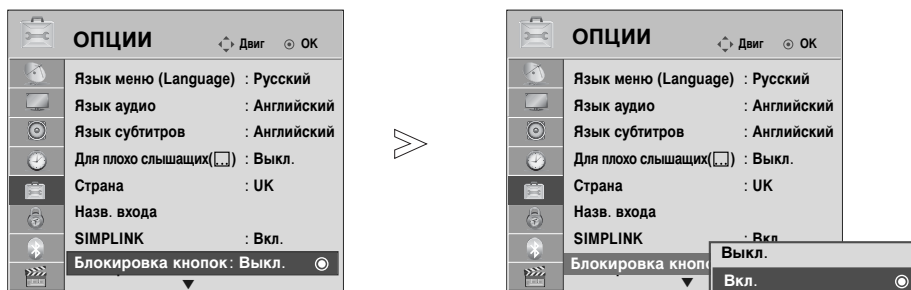 ОПЦИИ
Двиг OK
Язык меню (Language) : Русский
Язык аудио : Английский
Язык субтитров : Английский
Для плохо слышащих(...) : Выкл.
Страна : UK
Назв. входа
SIMPLINK : Вкл.
Блокировка кнопок : Выкл.
ОПЦИИ
Двиг OK
Язык меню (Language) : Русский
Язык аудио : Английский
Язык субтитров : Английский
Для плохо слышащих(...) : Выкл.
Страна : UK
Назв. входа
SIMPLINK : Вкл.
Блокировка
Выкл.
Вкл.